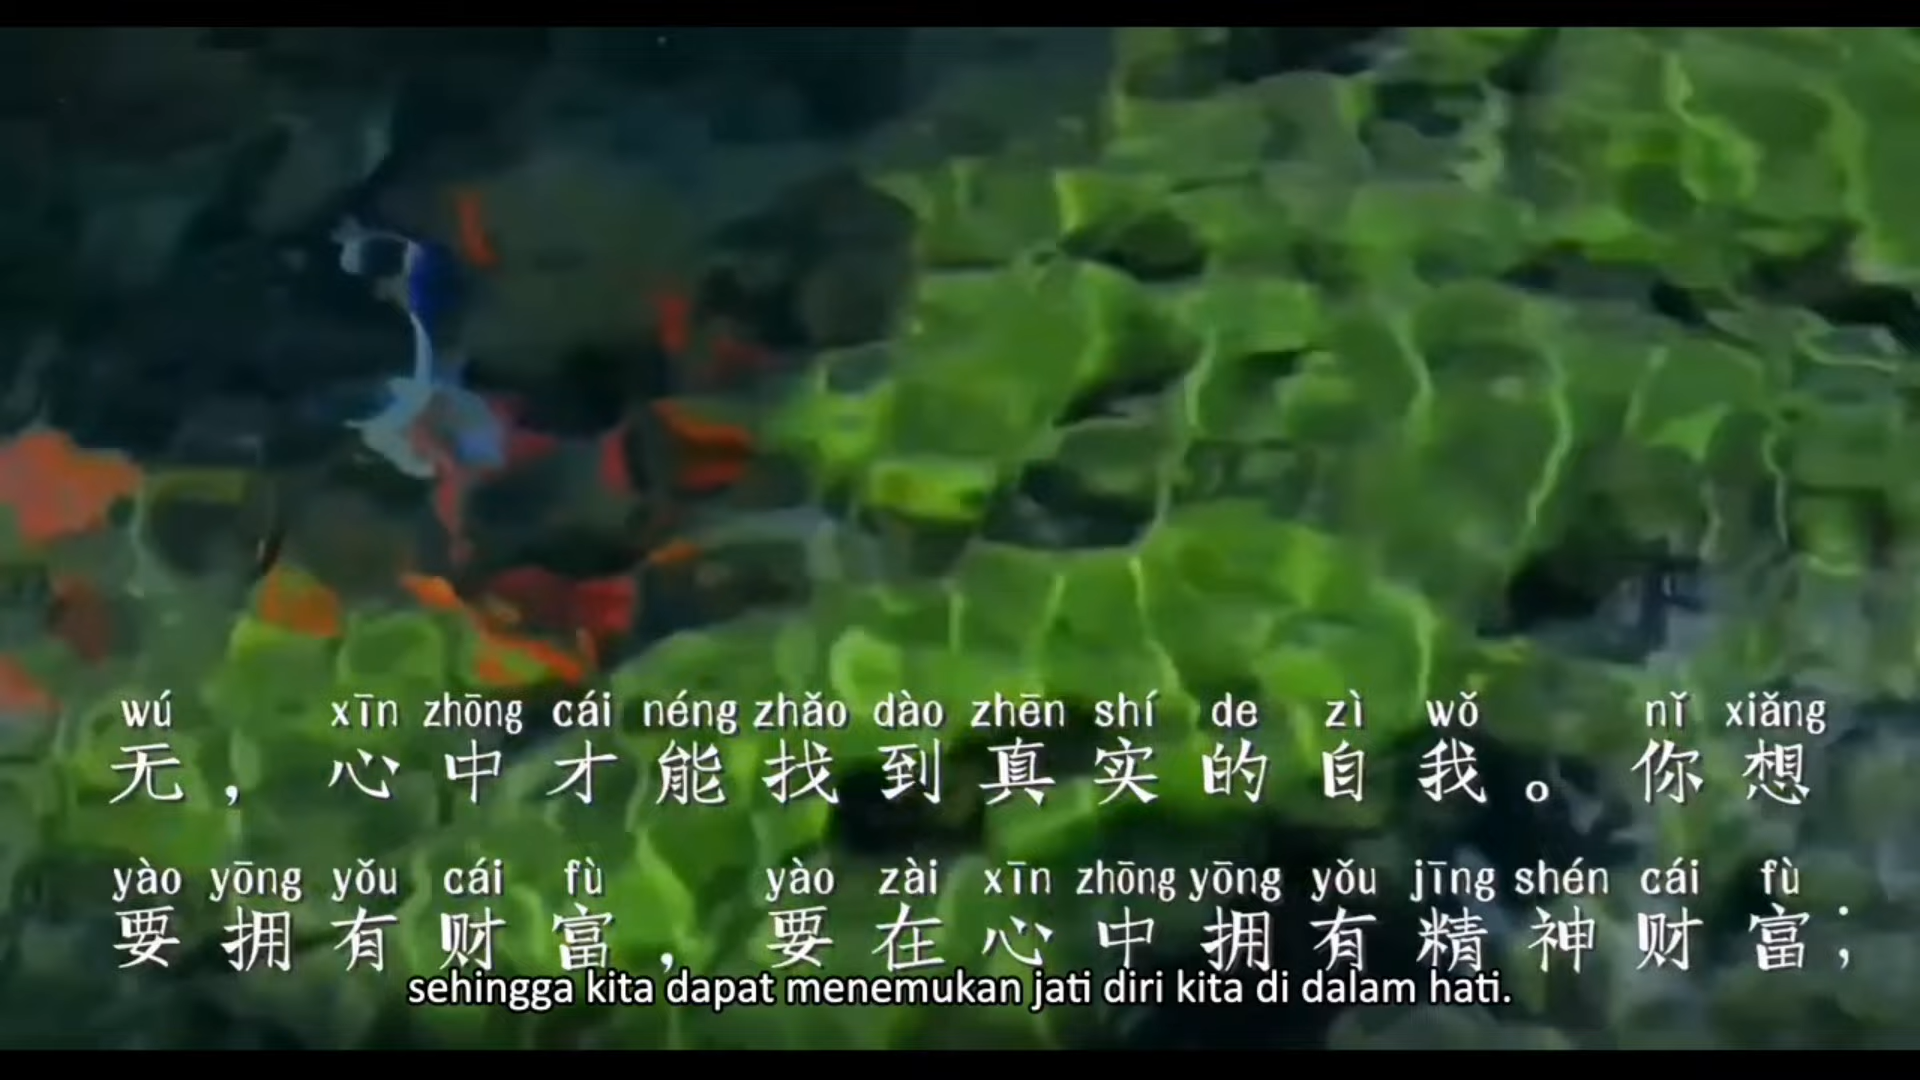 wú xīn zhōng cái néng zhǎo dào zhēn shí de zì wǒ nǐ xiǎng
无，心中才能找到真实的自我。你想
yào yōng yǒu cái fù yào zài xīn zhōng yōng yǒu jīng shén cái fù
要拥有财富，要在心中拥有精神财富；
sehingga kita dapat menemukan jati diri kita di dalam hati.